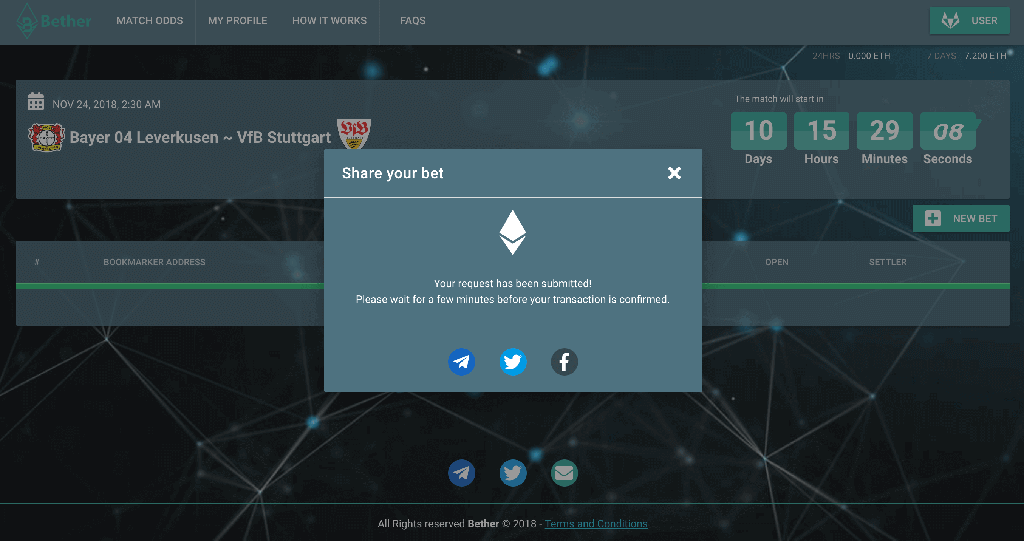 Bether MATCH ODDS MY PROFILE HOW IT WORKS FAQS USER
24HRS 0.000 ETH 7 DAYS 7.200 ETH
NOV 24, 2018, 2:30 AM
Bayer 04 Leverkusen ~ VfB Stuttgart
The match will start in
10 15 29 08
Days Hours Minutes Seconds
Share your bet
NEW BET
# BOOKMARKER ADDRESS OPEN SETTLER
Your request has been submitted!
Please wait for a few minutes before your transaction is confirmed.
All Rights reserved Bether © 2018 - Terms and Conditions